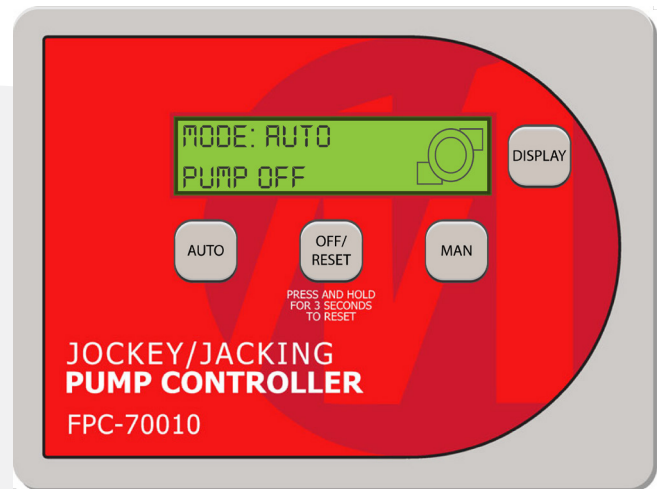 MODE: AUTO
PUMP OFF
DISPLAY
AUTO
OFF/
RESET
MAN
PRESS AND HOLD
FOR 3 SECONDS
TO RESET
JOCKEY/JACKING
PUMP CONTROLLER
FPC-70010